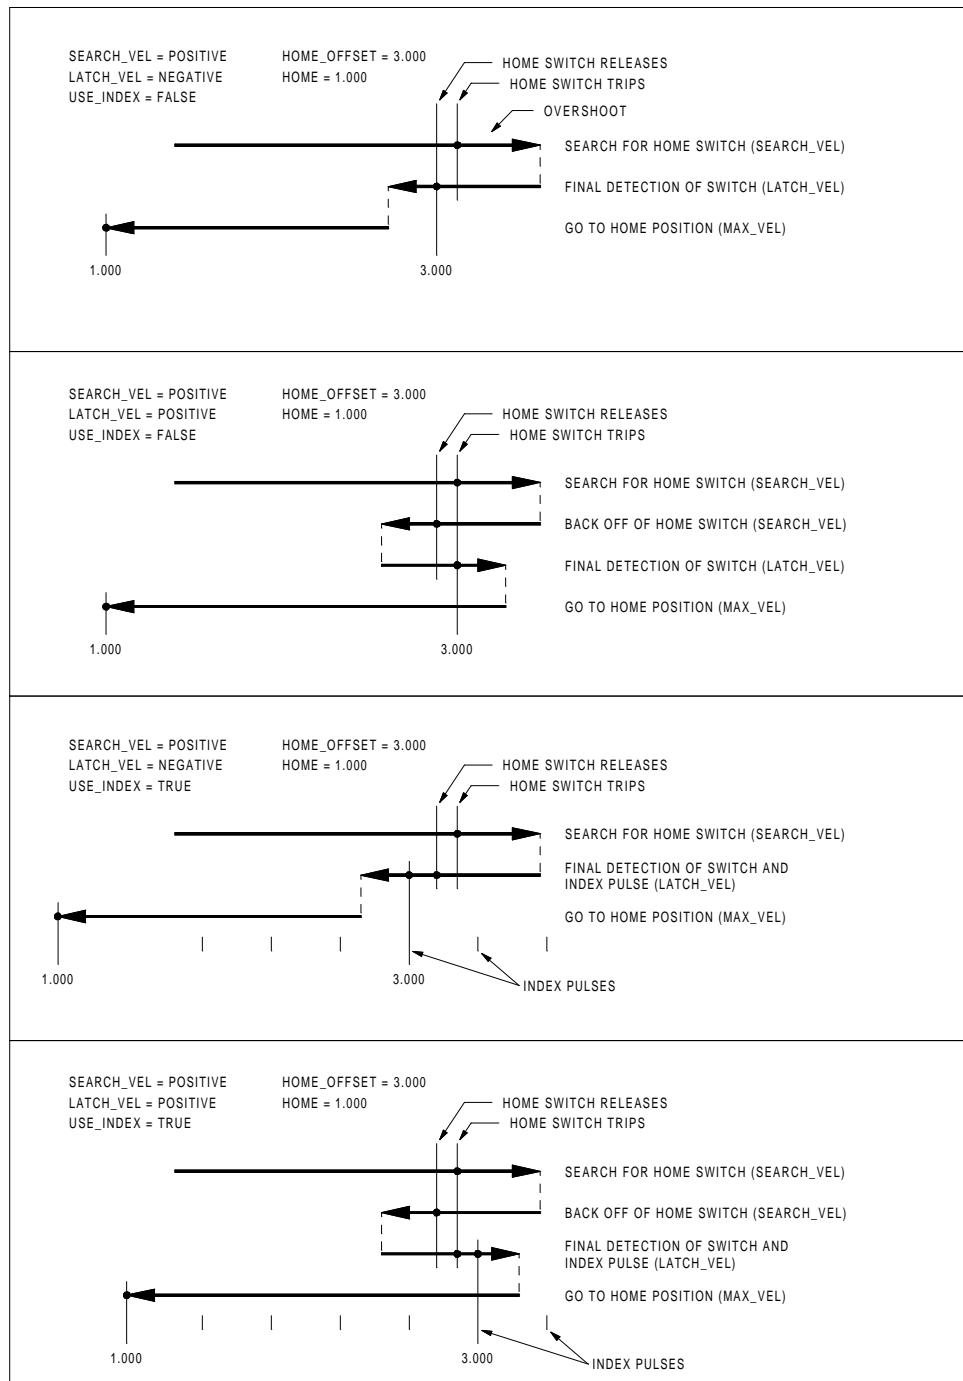 SEARCH_VEL = POSITIVE HOME_OFFSET = 3.000
LATCH_VEL = NEGATIVE HOME = 1.000
USE_INDEX = FALSE
HOME SWITCH RELEASES
HOME SWITCH TRIPS
OVERSHOOT
SEARCH FOR HOME SWITCH (SEARCH_VEL)
FINAL DETECTION OF SWITCH (LATCH_VEL)
GO TO HOME POSITION (MAX_VEL)
1.000 3.000
SEARCH_VEL = POSITIVE HOME_OFFSET = 3.000
LATCH_VEL = POSITIVE HOME = 1.000
USE_INDEX = FALSE
HOME SWITCH RELEASES
HOME SWITCH TRIPS
SEARCH FOR HOME SWITCH (SEARCH_VEL)
BACK OFF OF HOME SWITCH (SEARCH_VEL)
FINAL DETECTION OF SWITCH (LATCH_VEL)
GO TO HOME POSITION (MAX_VEL)
1.000 3.000
SEARCH_VEL = POSITIVE HOME_OFFSET = 3.000
LATCH_VEL = NEGATIVE HOME = 1.000
USE_INDEX = TRUE
HOME SWITCH RELEASES
HOME SWITCH TRIPS
SEARCH FOR HOME SWITCH (SEARCH_VEL)
FINAL DETECTION OF SWITCH AND
INDEX PULSE (LATCH_VEL)
GO TO HOME POSITION (MAX_VEL)
1.000 3.000
INDEX PULSES
SEARCH_VEL = POSITIVE HOME_OFFSET = 3.000
LATCH_VEL = POSITIVE HOME = 1.000
USE_INDEX = TRUE
HOME SWITCH RELEASES
HOME SWITCH TRIPS
SEARCH FOR HOME SWITCH (SEARCH_VEL)
BACK OFF OF HOME SWITCH (SEARCH_VEL)
FINAL DETECTION OF SWITCH AND
INDEX PULSE (LATCH_VEL)
GO TO HOME POSITION (MAX_VEL)
1.000 3.000
INDEX PULSES